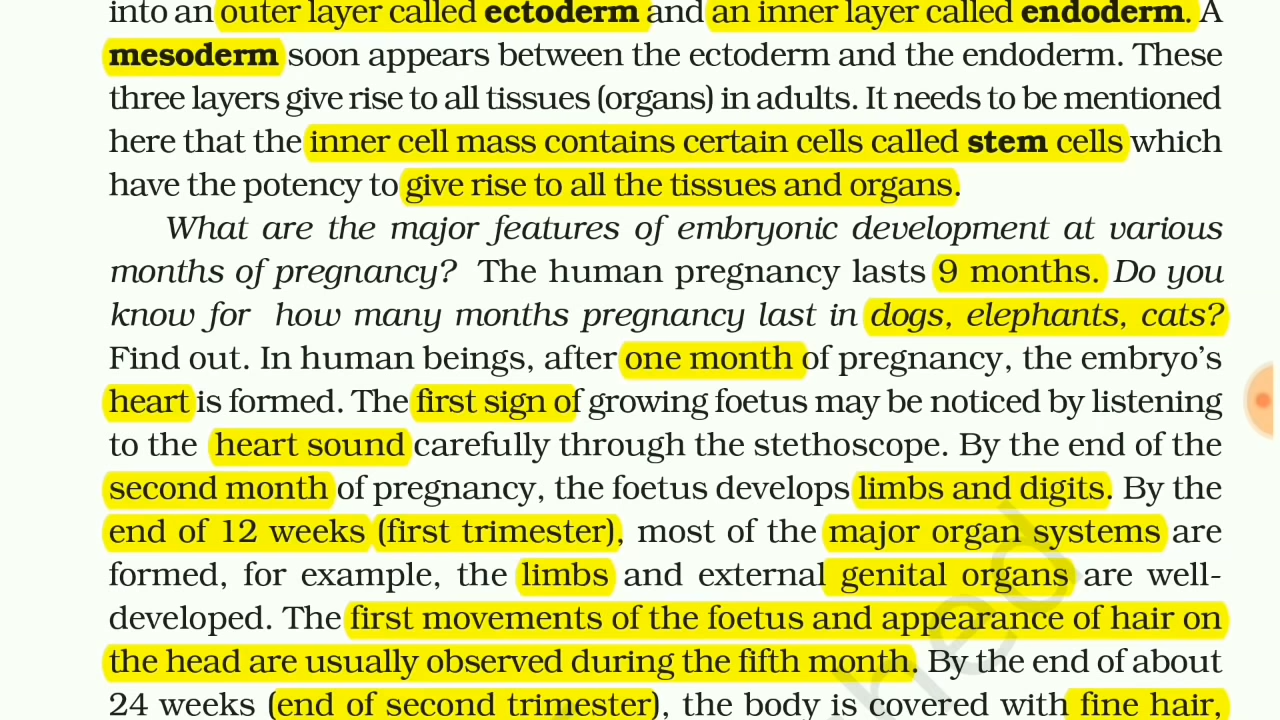 into an outer layer called ectoderm and an inner layer called endoderm. A
mesoderm soon appears between the ectoderm and the endoderm. These
three layers give rise to all tissues (organs) in adults. It needs to be mentioned
here that the inner cell mass contains certain cells called stem cells which
have the potency to give rise to all the tissues and organs.
What are the major features of embryonic development at various
months of pregnancy? The human pregnancy lasts 9 months. Do you
know for how many months pregnancy last in dogs, elephants, cats?
Find out. In human beings, after one month of pregnancy, the embryo's
heart is formed. The first sign of growing foetus may be noticed by listening
to the heart sound carefully through the stethoscope. By the end of the
second month of pregnancy, the foetus develops limbs and digits. By the
end of 12 weeks (first trimester), most of the major organ systems are
formed, for example, the limbs and external genital organs are well-
developed. The first movements of the foetus and appearance of hair on
the head are usually observed during the fifth month. By the end of about
24 weeks (end of second trimester), the body is covered with fine hair,